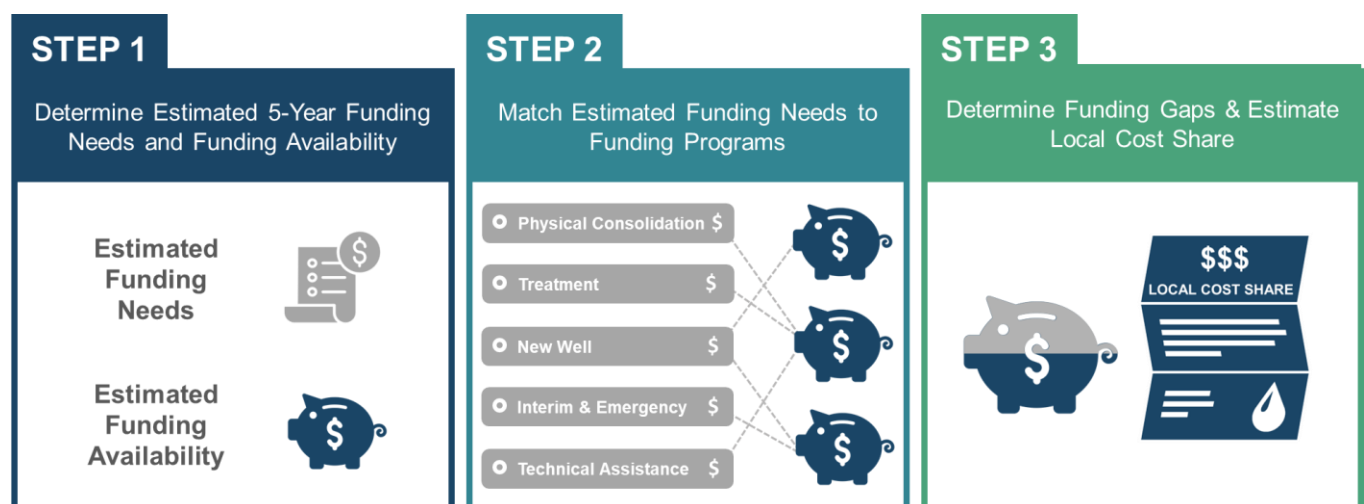 STEP 1
Determine Estimated 5-Year Funding
Needs and Funding Availability
Estimated
Funding
Needs
$
Estimated
Funding
Availability
$
STEP 2
Match Estimated Funding Needs to
Funding Programs
Physical Consolidation $
Treatment $
New Well $
Interim & Emergency $
Technical Assistance $
$
$
$
STEP 3
Determine Funding Gaps & Estimate
Local Cost Share
$
$$$
LOCAL COST SHARE